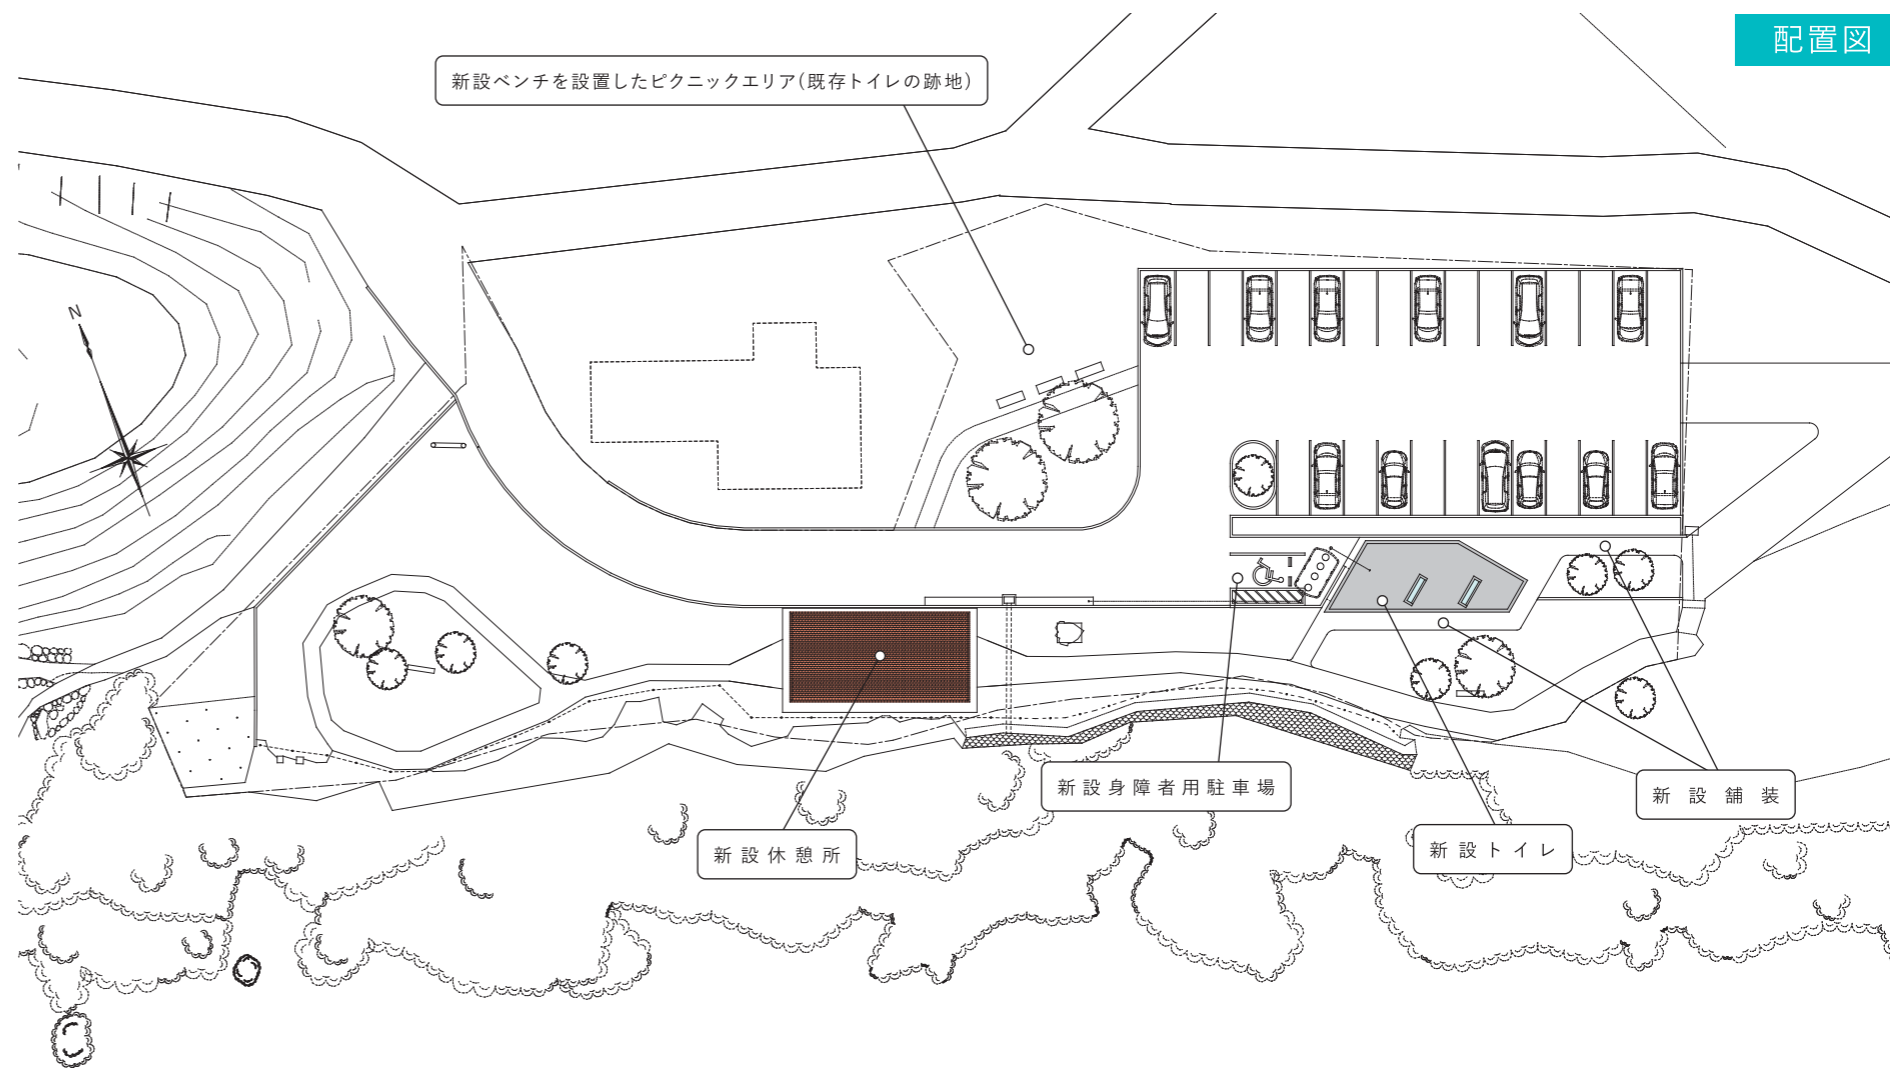 配置図
新設ベンチを設置したピクニックエリア(既存トイレの跡地)
N
新設身障者用駐車場
新設舗装
新設休憩所
新設トイレ